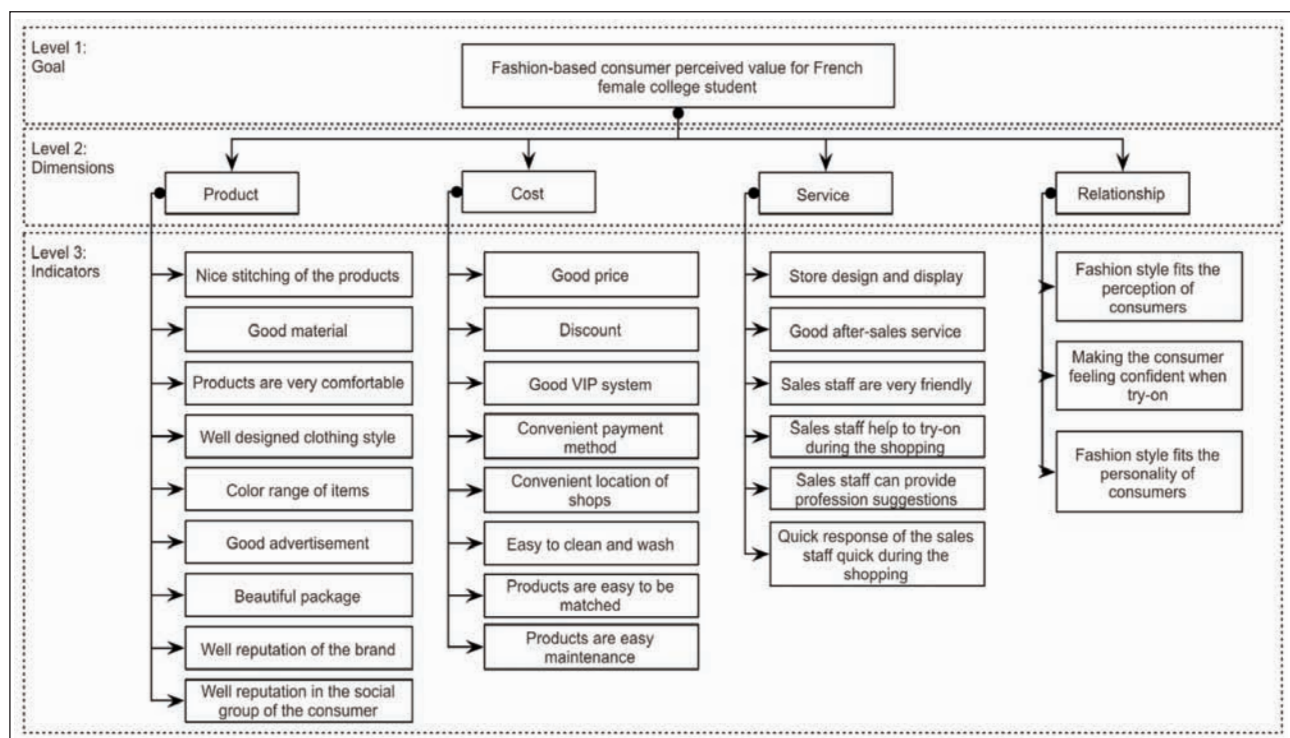 Level 1:
Goal
Fashion-based consumer perceived value for French
female college student
Level 2:
Dimensions
Product
Cost
Service
Relationship
Level 3:
Indicators
Nice stitching of the products
Good material
Products are very comfortable
Well designed clothing style
Color range of items
Good advertisement
Beautiful package
Well reputation of the brand
Well reputation in the social
group of the consumer
Good price
Discount
Good VIP system
Convenient payment
method
Convenient location of
shops
Easy to clean and wash
Products are easy to be
matched
Products are easy
maintenance
Store design and display
Good after-sales service
Sales staff are very friendly
Sales staff help to try-on
during the shopping
Sales staff can provide
profession suggestions
Quick response of the sales
staff quick during the
shopping
Fashion style fits the
perception of
consumers
Making the consumer
feeling confident when
try-on
Fashion style fits the
personality of
consumers